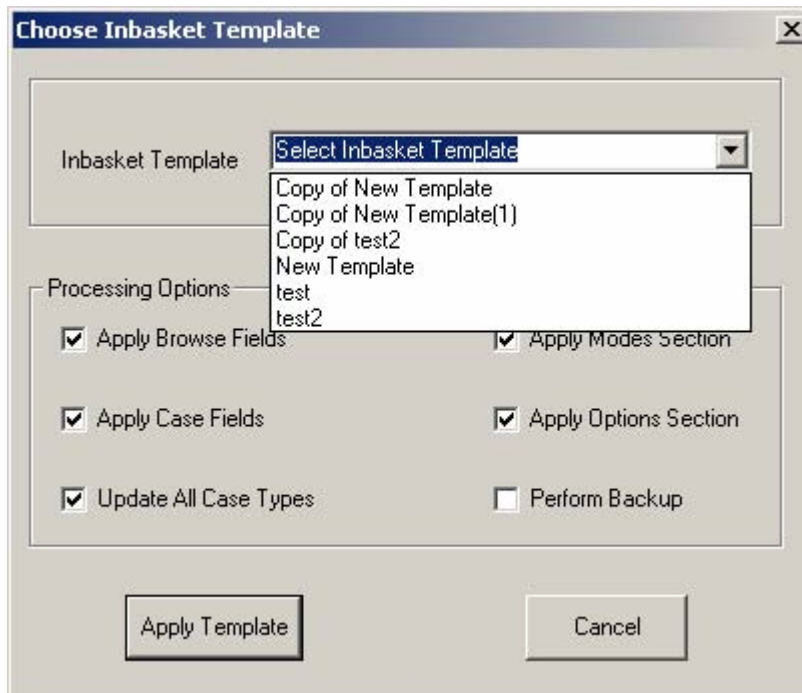 Choose Inbasket Template
Inbasket Template
Select Inbasket Template
Copy of New Template
Copy of New Template(1)
Copy of test2
New Template
test
test2
Processing Options
Apply Browse Fields
Apply Modes Section
Apply Case Fields
Apply Options Section
Update All Case Types
Perform Backup
Apply Template
Cancel